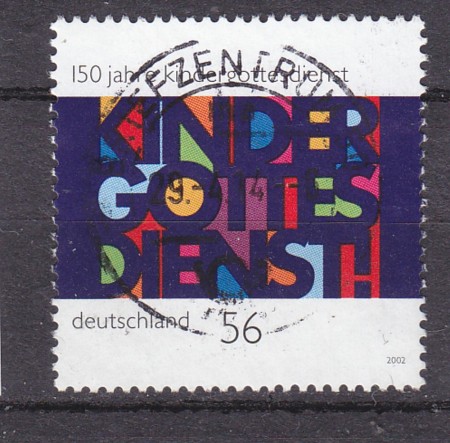 150 jahre kindergottesdienst
KINDER
GOTTES
DIENST
deutschland 56
2002